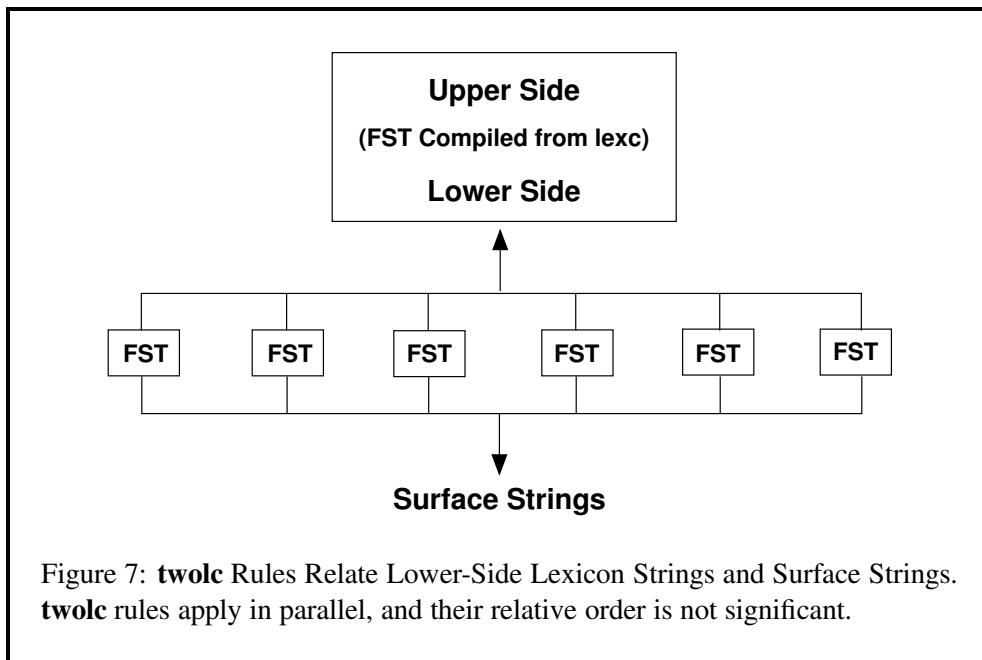 Upper Side
(FST Compiled from lexc)
Lower Side
FST FST FST FST FST FST
Surface Strings
Figure 7: twolc Rules Relate Lower-Side Lexicon Strings and Surface Strings.
twolc rules apply in parallel, and their relative order is not significant.